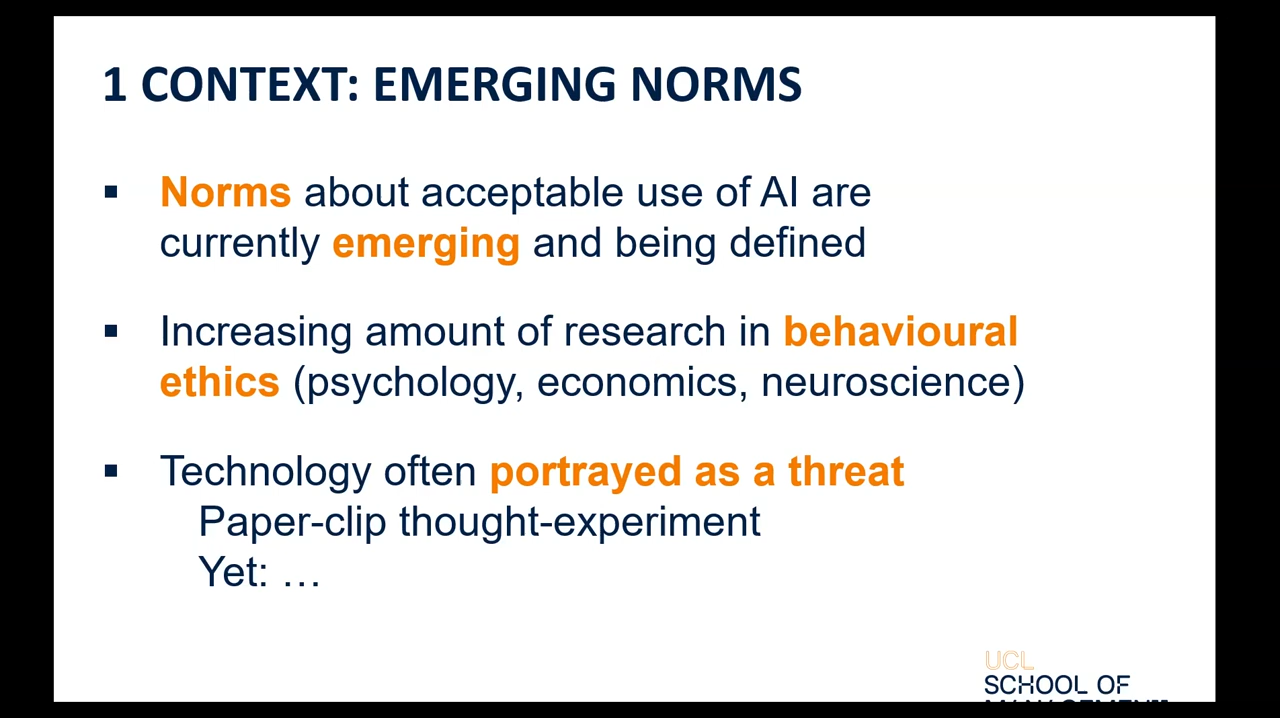 1 CONTEXT: EMERGING NORMS
▪ Norms about acceptable use of AI are
currently emerging and being defined
▪ Increasing amount of research in behavioural
ethics (psychology, economics, neuroscience)
▪ Technology often portrayed as a threat
Paper-clip thought-experiment
Yet: …
UCL
SCHOOL OF